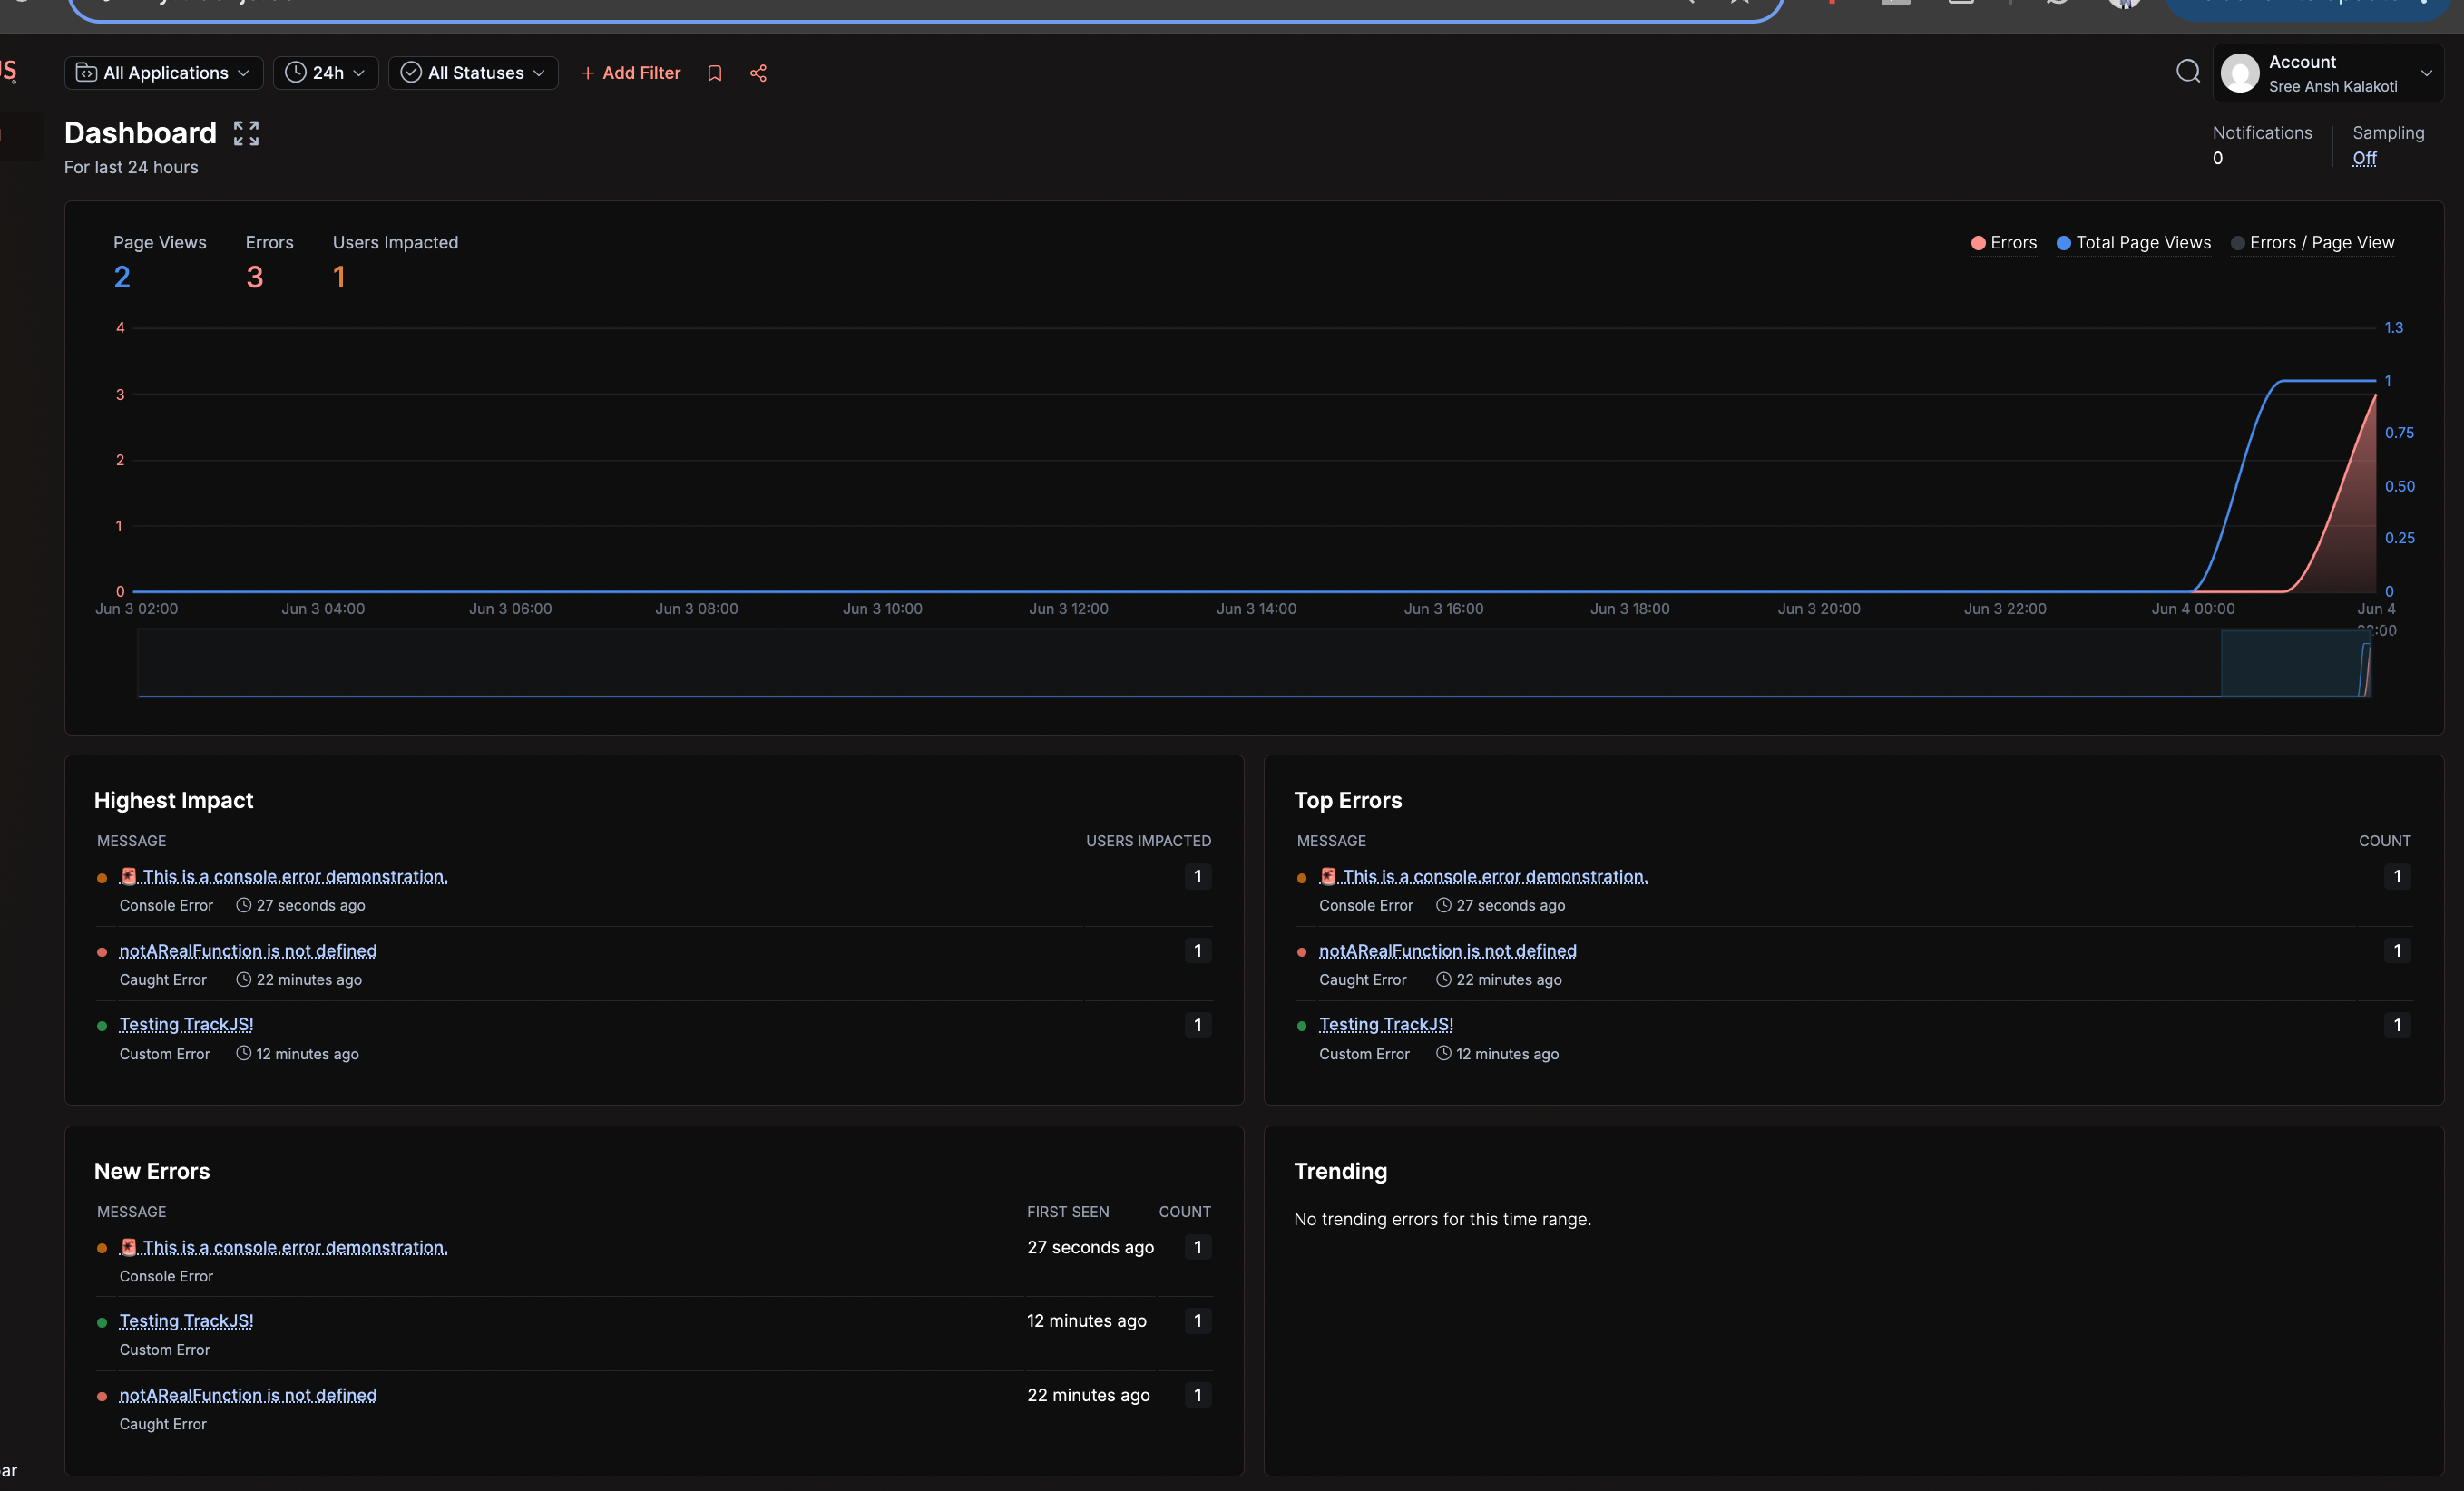 JS
All Applications
24h
All Statuses
+ Add Filter
Account
Sree Ansh Kalakoti
Dashboard
For last 24 hours
Notifications
0
Sampling
Off
Page Views
2
Errors
3
Users Impacted
1
Errors
Total Page Views
Errors / Page View
4
3
2
1
0
1.3
1
0.75
0.50
0.25
0
Jun 3 02:00
Jun 3 04:00
Jun 3 06:00
Jun 3 08:00
Jun 3 10:00
Jun 3 12:00
Jun 3 14:00
Jun 3 16:00
Jun 3 18:00
Jun 3 20:00
Jun 3 22:00
Jun 4 00:00
Jun 4
Highest Impact
MESSAGE USERS IMPACTED
This is a console.error demonstration. 1
Console Error 27 seconds ago
notARealFunction is not defined 1
Caught Error 22 minutes ago
Testing TrackJS! 1
Custom Error 12 minutes ago
Top Errors
MESSAGE COUNT
This is a console.error demonstration. 1
Console Error 27 seconds ago
notARealFunction is not defined 1
Caught Error 22 minutes ago
Testing TrackJS! 1
Custom Error 12 minutes ago
New Errors
MESSAGE FIRST SEEN COUNT
This is a console.error demonstration. 27 seconds ago 1
Console Error
Testing TrackJS! 12 minutes ago 1
Custom Error
notARealFunction is not defined 22 minutes ago 1
Caught Error
Trending
No trending errors for this time range.
ar